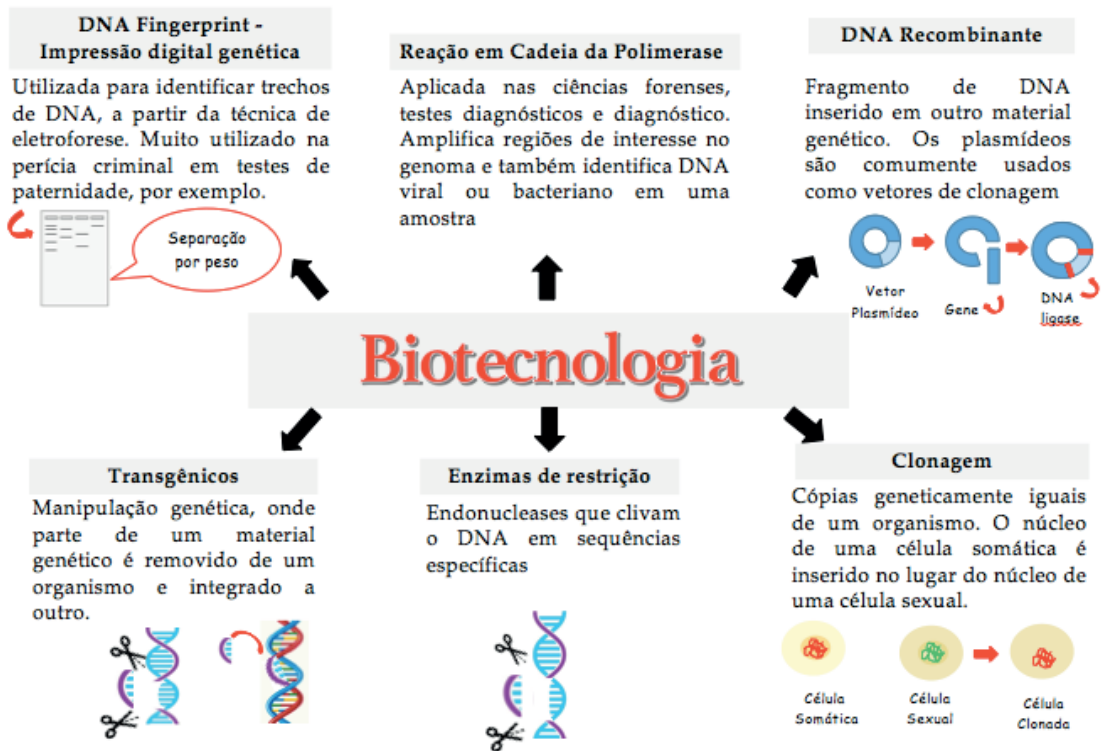 DNA Fingerprint -
Impressão digital genética
Utilizada para identificar trechos
de DNA, a partir da técnica de
eletroforese. Muito utilizado na
perícia criminal em testes de
paternidade, por exemplo.
Separação
por peso
Reação em Cadeia da Polimerase
Aplicada nas ciências forenses,
testes diagnósticos e diagnóstico.
Amplifica regiões de interesse no
genoma e também identifica DNA
viral ou bacteriano em uma
amostra
DNA Recombinante
Fragmento de DNA
inserido em outro material
genético. Os plasmídeos
são comumente usados
como vetores de clonagem
Vetor
Plasmídeo
Gene
DNA
ligase
Biotecnologia
Transgênicos
Manipulação genética, onde
parte de um material
genético é removido de um
organismo e integrado a
outro.
Enzimas de restrição
Endonucleases que clivam
o DNA em sequências
específicas
Clonagem
Cópias geneticamente iguais
de um organismo. O núcleo
de uma célula somática é
inserido no lugar do núcleo de
uma célula sexual.
Célula
Somática
Célula
Sexual
Célula
Clonada